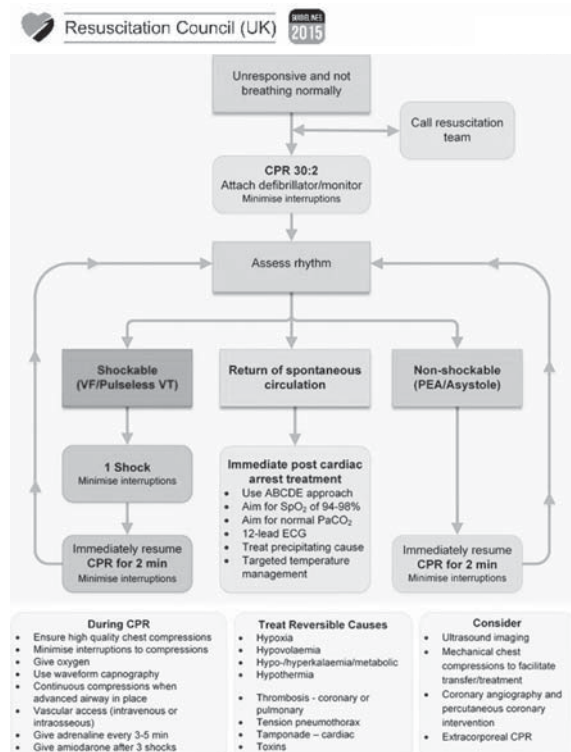 Resuscitation Council (UK)
GUIDELINES
2015
Unresponsive and not
breathing normally
Call resuscitation
team
CPR 30:2
Attach defibrillator/monitor
Minimise interruptions
Assess rhythm
Shockable
(VF/Pulseless VT)
Return of spontaneous
circulation
Non-shockable
(PEA/Asystole)
1 Shock
Minimise interruptions
Immediate post cardiac
arrest treatment
• Use ABCDE approach
• Aim for SpO₂ of 94-98%
• Aim for normal PaCO₂
• 12-lead ECG
• Treat precipitating cause
• Targeted temperature
management
Immediately resume
CPR for 2 min
Minimise interruptions
Immediately resume
CPR for 2 min
Minimise interruptions
During CPR
• Ensure high quality chest compressions
• Minimise interruptions to compressions
• Give oxygen
• Use waveform capnography
• Continuous compressions when
advanced airway in place
• Vascular access (intravenous or
intraosseous)
• Give adrenaline every 3-5 min
• Give amiodarone after 3 shocks
Treat Reversible Causes
• Hypoxia
• Hypovolaemia
• Hypo-/hyperkalaemia/metabolic
• Hypothermia
• Thrombosis - coronary or
pulmonary
• Tension pneumothorax
• Tamponade – cardiac
• Toxins
Consider
• Ultrasound imaging
• Mechanical chest
compressions to facilitate
transfer/treatment
• Coronary angiography and
percutaneous coronary
intervention
• Extracorporeal CPR